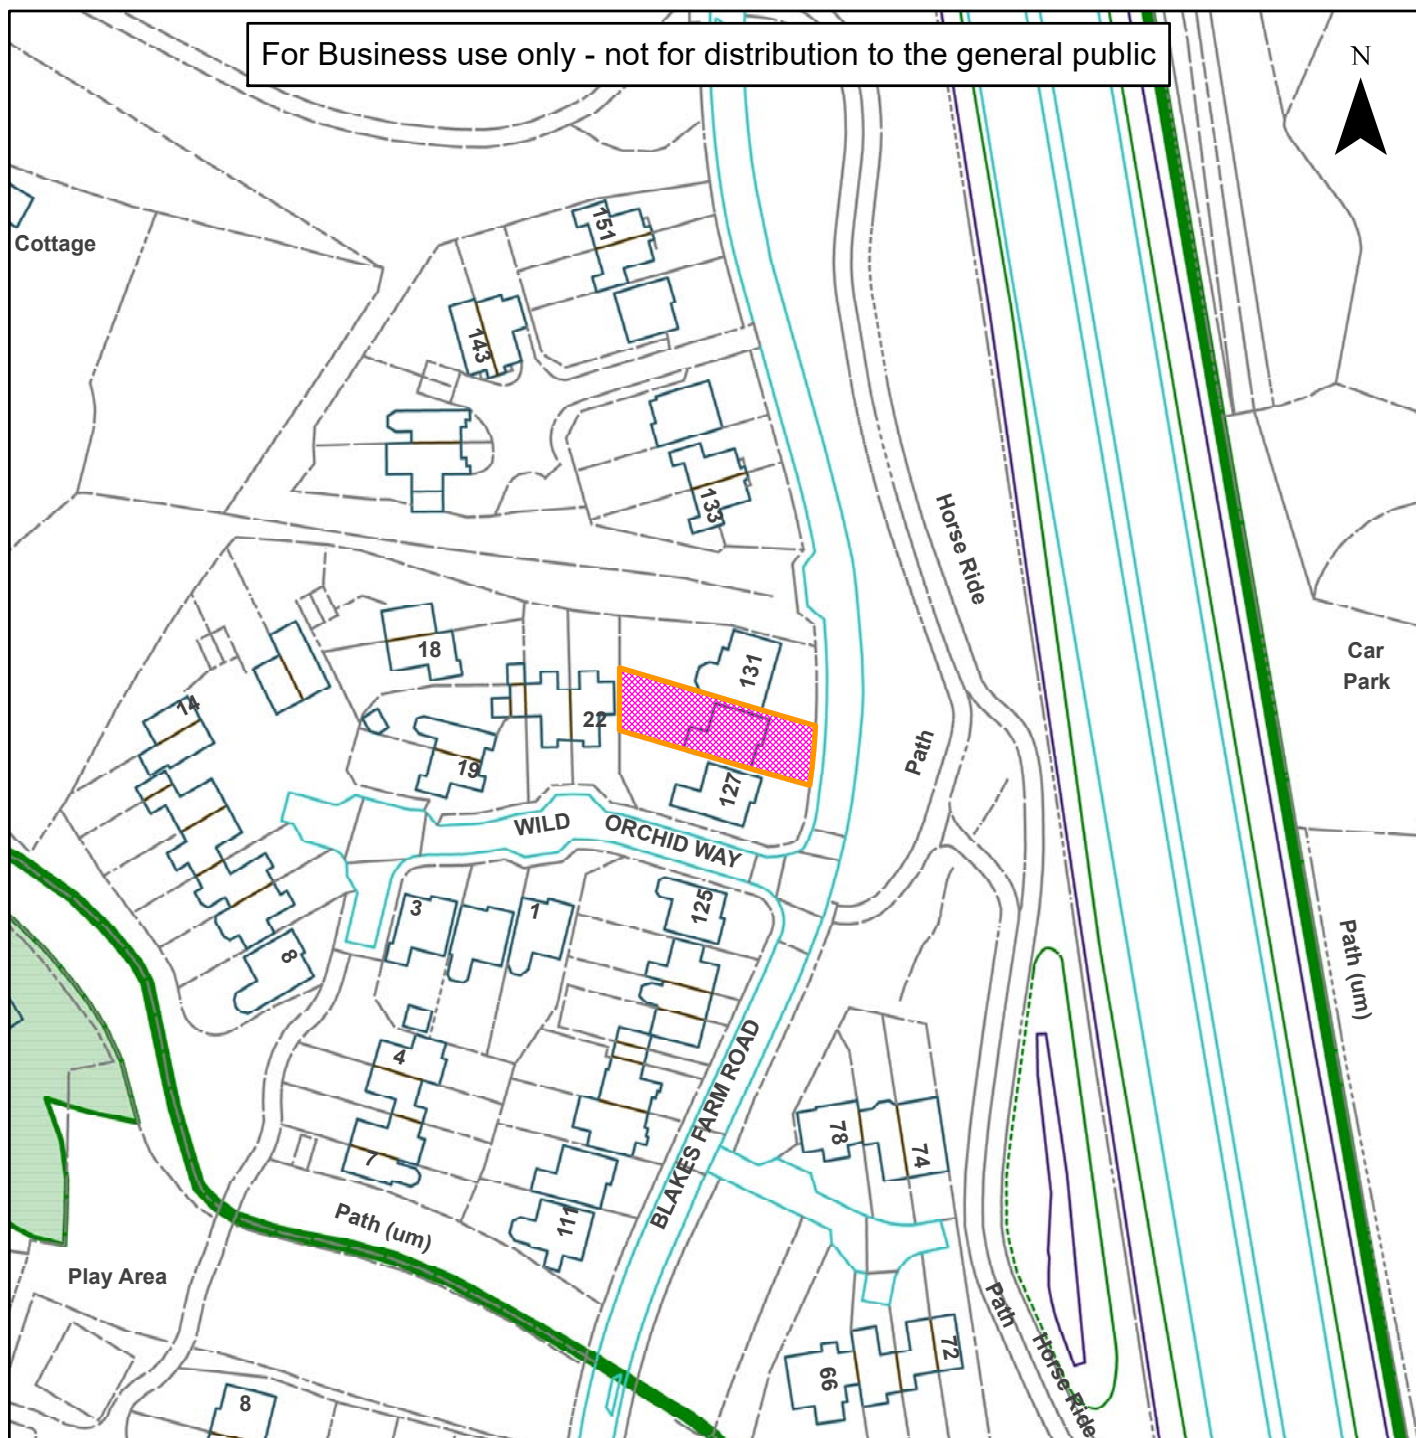 For Business use only - not for distribution to the general public
N
151
Cottage
143
133
Horse Ride
18
131
Car
Park
14
22
Path
19
127
WILD ORCHID WAY
3
1
125
8
Path (um)
4
BLAKES FARM ROAD
78
74
7
Path (um)
111
Play Area
Path
72
Horse Ride
66
8